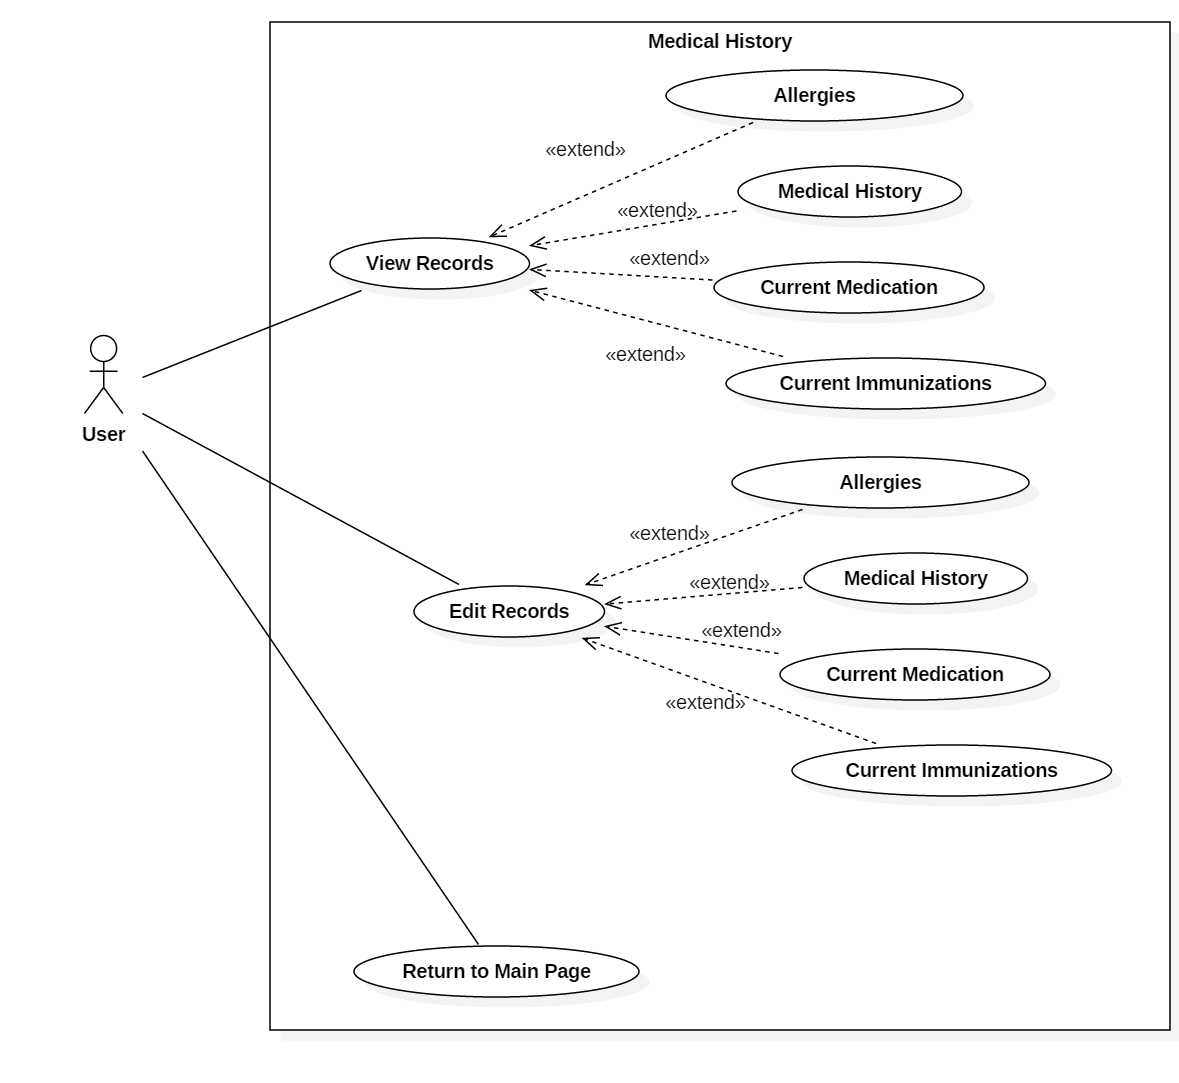 Medical History
Allergies
«extend»
Medical History
«extend»
View Records
«extend»
Current Medication
«extend»
Current Immunizations
User
Allergies
«extend»
Medical History
«extend»
Edit Records
«extend»
Current Medication
«extend»
Current Immunizations
Return to Main Page